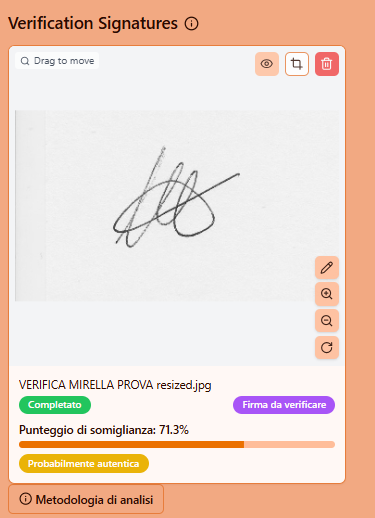 Verification Signatures
Drag to move
VERIFICA MIRELLA PROVA resized.jpg
Completato
Firma da verificare
Punteggio di somiglianza: 71.3%
Probabilmente autentica
Metodologia di analisi